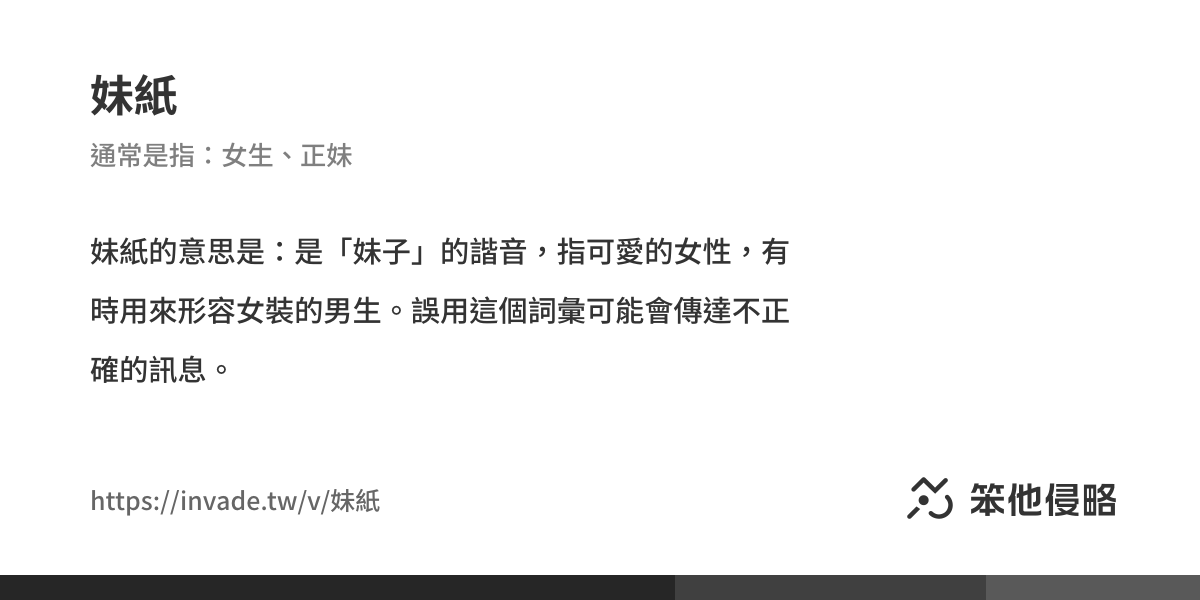 妹紙
通常是指：女生、正妹
妹紙的意思是：是「妹子」的諧音，指可愛的女性，有
時用來形容女裝的男生。誤用這個詞彙可能會傳達不正
確的訊息。
https://invade.tw/v/妹紙
笨他侵略